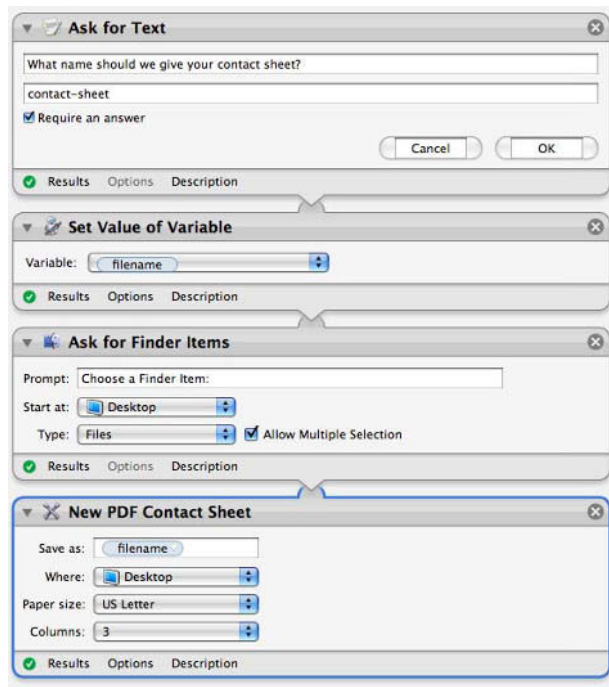 Ask for Text
What name should we give your contact sheet?
contact-sheet
Require an answer
Cancel OK
Results Options Description
Set Value of Variable
Variable: filename
Results Options Description
Ask for Finder Items
Prompt: Choose a Finder Item:
Start at: Desktop
Type: Files Allow Multiple Selection
Results Options Description
New PDF Contact Sheet
Save as: filename
Where: Desktop
Paper size: US Letter
Columns: 3
Results Options Description